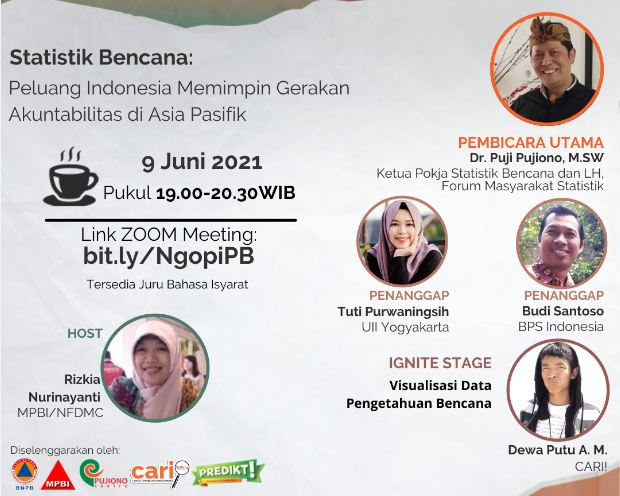 Statistik Bencana:
Peluang Indonesia Memimpin Gerakan
Akuntabilitas di Asia Pasifik
9 Juni 2021
Pukul 19.00-20.30WIB
Link ZOOM Meeting:
bit.ly/NgopiPB
Tersedia Juru Bahasa Isyarat
PEMBICARA UTAMA
Dr. Puji Pujiono, M.SW
Ketua Pokja Statistik Bencana dan LH,
Forum Masyarakat Statistik
PENANGGAP
Tuti Purwaningsih
UII Yogyakarta
PENANGGAP
Budi Santoso
BPS Indonesia
HOST
Rizkia
Nurinayanti
MPBI/NFDMC
IGNITE STAGE
Visualisasi Data
Pengetahuan Bencana
Dewa Putu A. M.
CARI!
Diselenggarakan oleh:
BNPB
MPBI
PUJIONO
centre
cari!
PREDIKT!